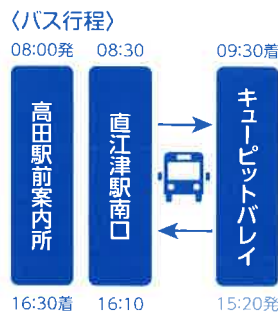 〈バス行程〉
08:00発 08:30 09:30着
高田駅前案内所
直江津駅南口
キューピットバレイ
16:30着 16:10 15:20発